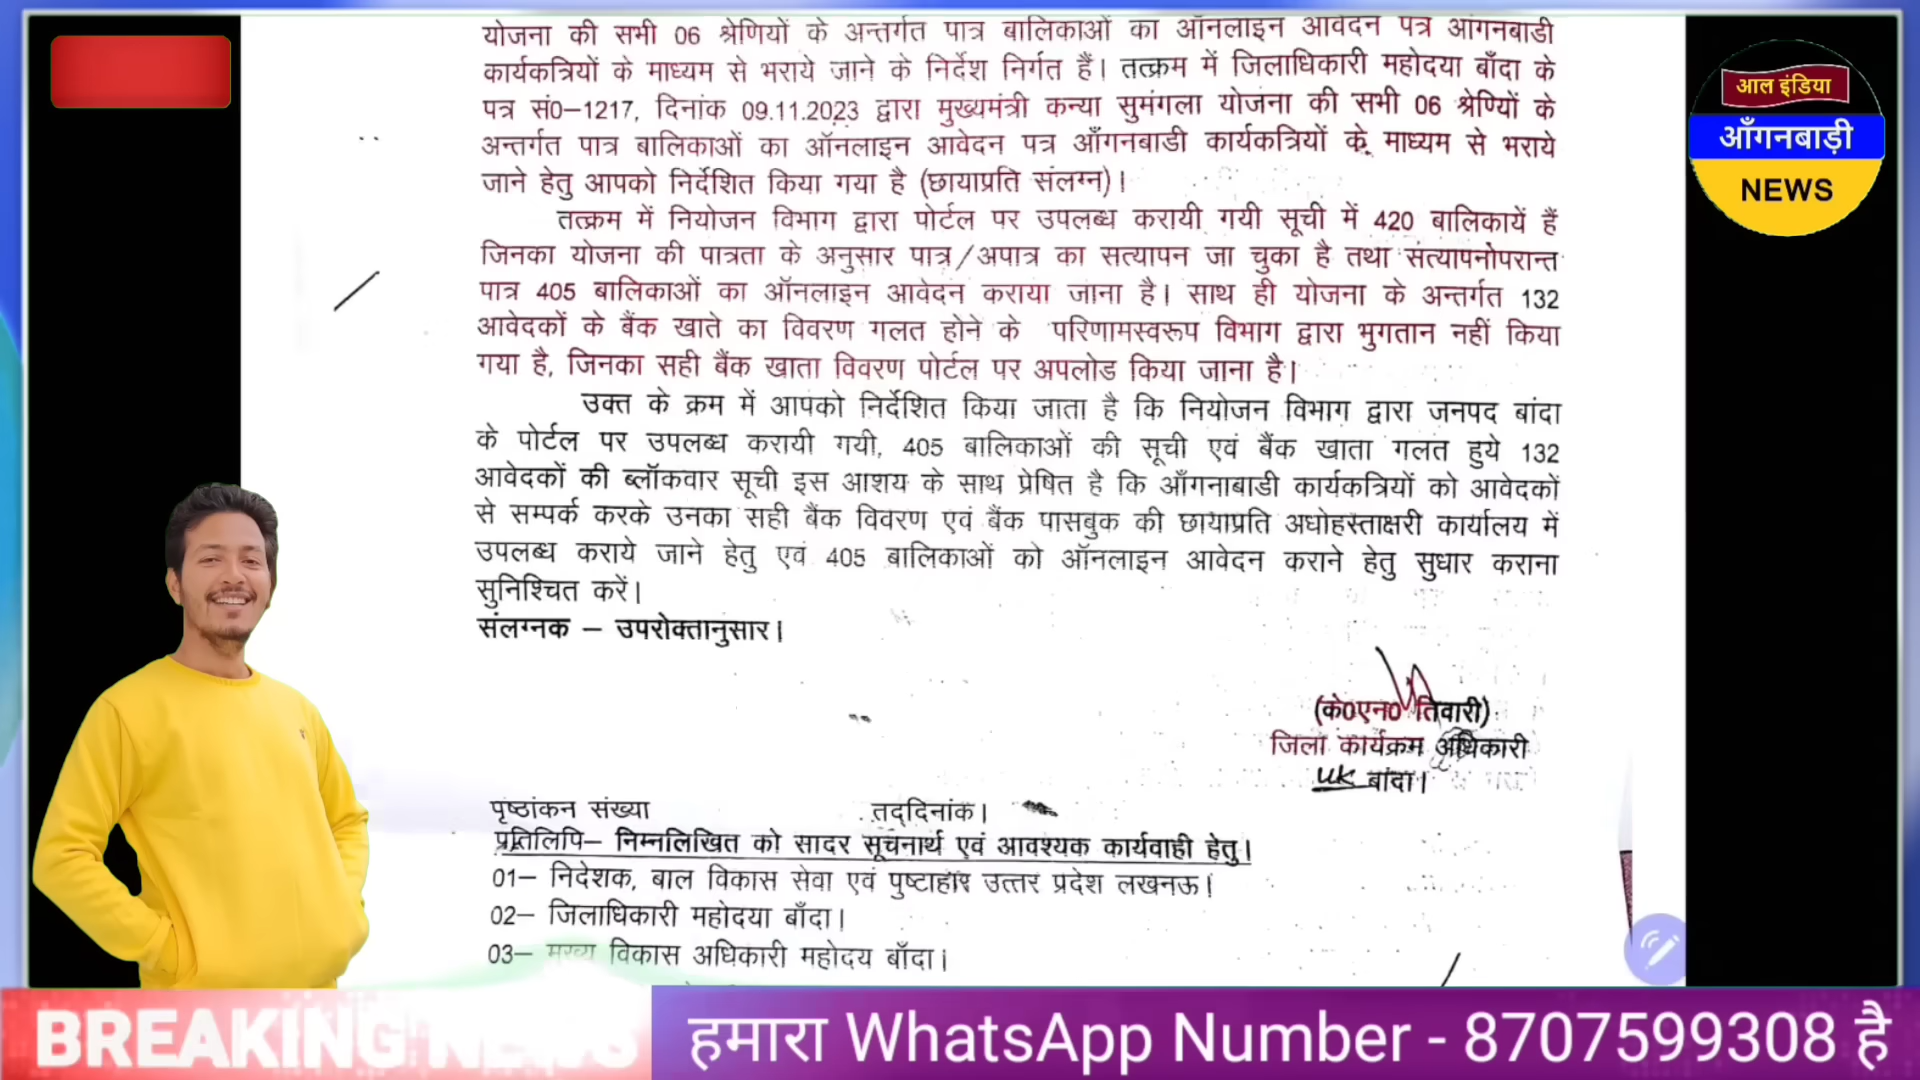 योजना की सभी 06 श्रेणियों के अन्तर्गत पात्र बालिकाओं का ऑनलाइन आवेदन पत्र आंगनबाडी
कार्यकत्रियों के माध्यम से भराये जाने के निर्देश निर्गत हैं। तत्क्रम में जिलाधिकारी महोदया बाँदा के
पत्र सं0-1217, दिनांक 09.11.2023 द्वारा मुख्यमंत्री कन्या सुमंगला योजना की सभी 06 श्रेण्यिों के
अन्तर्गत पात्र बालिकाओं का ऑनलाइन आवेदन पत्र आँगनबाडी कार्यकत्रियों के माध्यम से भराये
जाने हेतु आपको निर्देशित किया गया है (छायाप्रति संलग्न)।
तत्क्रम में नियोजन विभाग द्वारा पोर्टल पर उपलब्ध करायी गयी सूची में 420 बालिकायें हैं
जिनका योजना की पात्रता के अनुसार पात्र/अपात्र का सत्यापन जा चुका है तथा सत्यापनोपरान्त
पात्र 405 बालिकाओं का ऑनलाइन आवेदन कराया जाना है। साथ ही योजना के अन्तर्गत 132
आवेदकों के बैंक खाते का विवरण गलत होने के परिणामस्वरूप विभाग द्वारा भुगतान नहीं किया
गया है, जिनका सही बैंक खाता विवरण पोर्टल पर अपलोड किया जाना है।
उक्त के क्रम में आपको निर्देशित किया जाता है कि नियोजन विभाग द्वारा जनपद बांदा
के पोर्टल पर उपलब्ध करायी गयी, 405 बालिकाओं की सूची एवं बैंक खाता गलत हुये 132
आवेदकों की ब्लॉकवार सूची इस आशय के साथ प्रेषित है कि आँगनाबाडी कार्यकत्रियों को आवेदकों
से सम्पर्क करके उनका सही बैंक विवरण एवं बैंक पासबुक की छायाप्रति अधोहस्ताक्षरी कार्यालय में
उपलब्ध कराये जाने हेतु एवं 405 बालिकाओं को ऑनलाइन आवेदन कराने हेतु सुधार कराना
सुनिश्चित करें।
संलग्नक – उपरोक्तानुसार।
(के0एन0 तिवारी)
जिला कार्यक्रम अधिकारी
बांदा।
पृष्ठांकन संख्या तद्दिनांक।
प्रतिलिपि– निम्नलिखित को सादर सूचनार्थ एवं आवश्यक कार्यवाही हेतु।
01– निदेशक, बाल विकास सेवा एवं पुष्टाहार उत्तर प्रदेश लखनऊ।
02– जिलाधिकारी महोदया बाँदा।
03– मुख्य विकास अधिकारी महोदय बाँदा।
आल इंडिया
आँगनबाड़ी
NEWS
BREAKING NEWS
हमारा WhatsApp Number - 8707599308 है